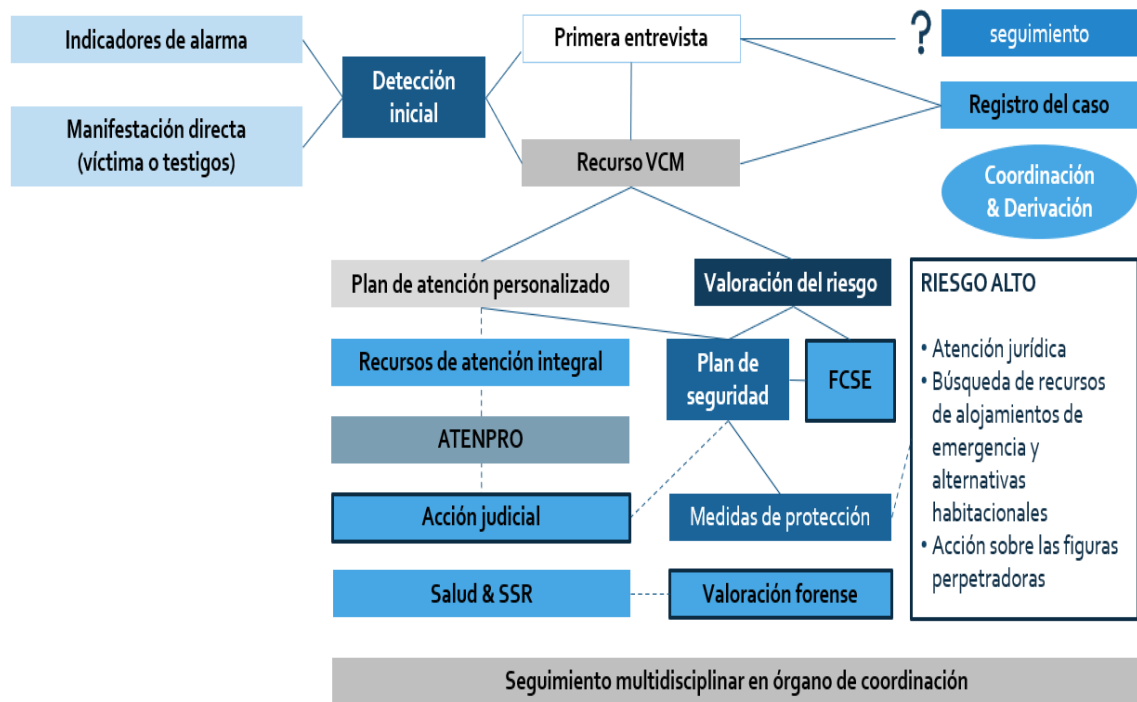 Indicadores de alarma
Manifestación directa
(víctima o testigos)
Detección
inicial
Primera entrevista
Recurso VCM
?
seguimiento
Registro del caso
Coordinación
& Derivación
Plan de atención personalizado
Valoración del riesgo
Recursos de atención integral
Plan de
seguridad
FCSE
ATENPRO
Acción judicial
Medidas de protección
Salud & SSR
Valoración forense
RIESGO ALTO
• Atención jurídica
• Búsqueda de recursos
de alojamientos de
emergencia y
alternativas
habitacionales
• Acción sobre las figuras
perpetradoras
Seguimiento multidisciplinar en órgano de coordinación